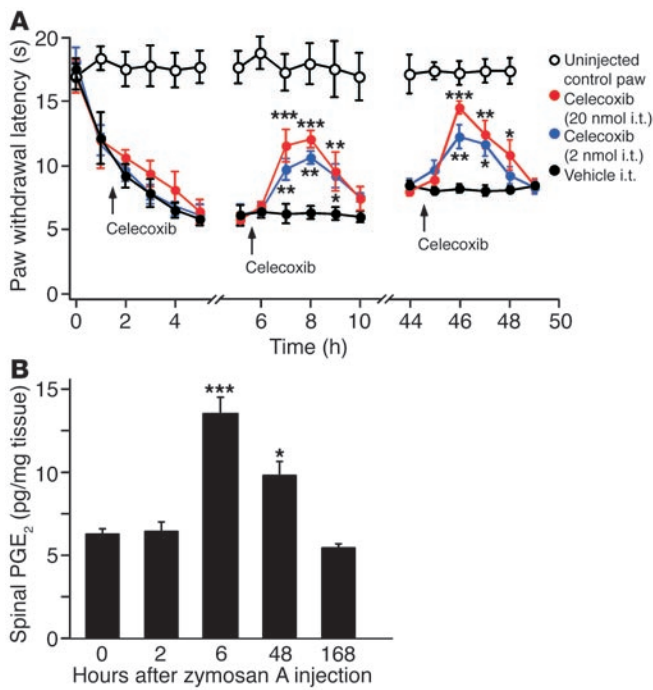 A
Paw withdrawal latency (s)
20
15
10
5
0
Celecoxib
Celecoxib
Celecoxib
***
***
**
**
**
*
***
**
*
**
*
0
2
4
6
8
10
44
46
48
50
Time (h)
Uninjected
control paw
Celecoxib
(20 nmol i.t.)
Celecoxib
(2 nmol i.t.)
Vehicle i.t.
B
Spinal PGE₂ (pg/mg tissue)
15
10
5
0
***
*
0
2
6
48
168
Hours after zymosan A injection